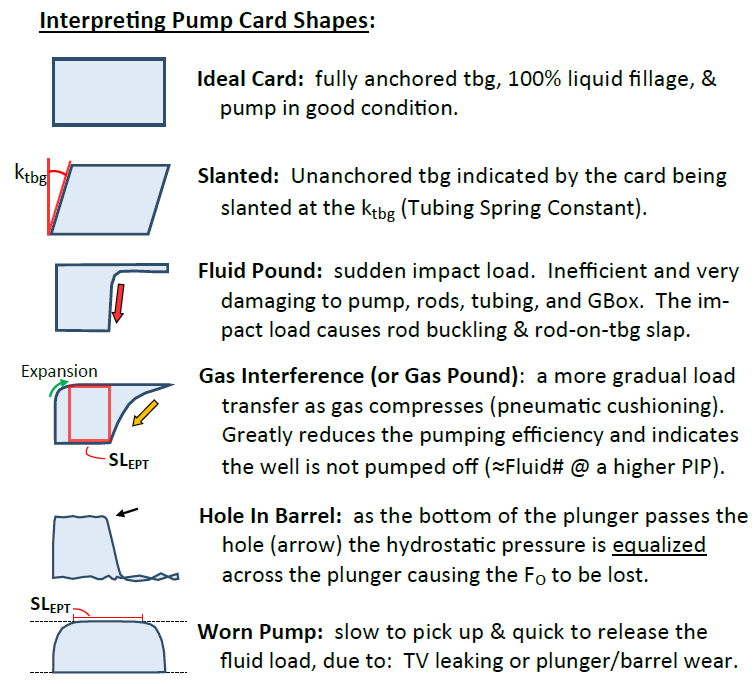 Interpreting Pump Card Shapes:
Ideal Card: fully anchored tbg, 100% liquid fillage, &
pump in good condition.
k_tbg
Slanted: Unanchored tbg indicated by the card being
slanted at the k_tbg (Tubing Spring Constant).
Fluid Pound: sudden impact load. Inefficient and very
damaging to pump, rods, tubing, and GBox. The im-
pact load causes rod buckling & rod-on-tbg slap.
Expansion
SL_EPT
Gas Interference (or Gas Pound): a more gradual load
transfer as gas compresses (pneumatic cushioning).
Greatly reduces the pumping efficiency and indicates
the well is not pumped off (≈Fluid# @ a higher PIP).
Hole In Barrel: as the bottom of the plunger passes the
hole (arrow) the hydrostatic pressure is equalized
across the plunger causing the F_O to be lost.
SL_EPT
Worn Pump: slow to pick up & quick to release the
fluid load, due to: TV leaking or plunger/barrel wear.